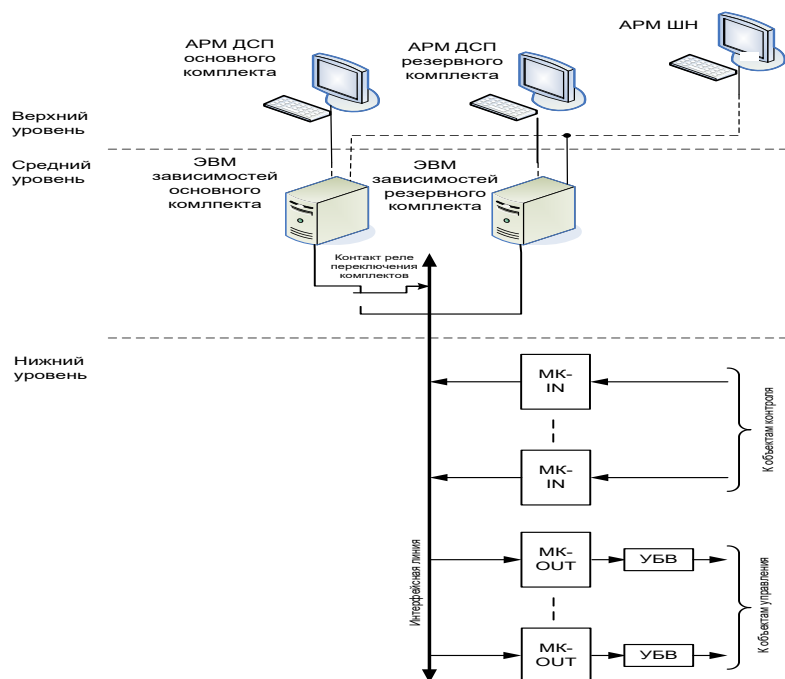 АРМ ШН
АРМ ДСП
основного
комплекта
АРМ ДСП
резервного
комплекта
Верхний
уровень
Средний
уровень
ЭВМ
зависимостей
основного
комлпекта
ЭВМ
зависимостей
резервного
комплекта
Контакт реле
переключения
комплектов
Нижний
уровень
МК-
IN
МК-
IN
К объектам контроля
МК-
OUT
УБВ
МК-
OUT
УБВ
К объектам управления
Интерфейсная линия